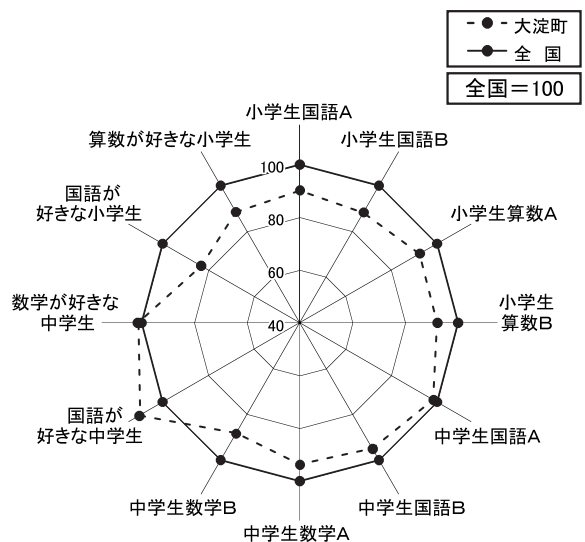 大淀町
全 国
全国＝100
小学生国語A
小学生国語B
小学生算数A
小学生
算数B
中学生国語A
中学生国語B
中学生数学A
中学生数学B
国語が
好きな中学生
数学が好きな
中学生
国語が
好きな小学生
算数が好きな小学生
100
80
60
40